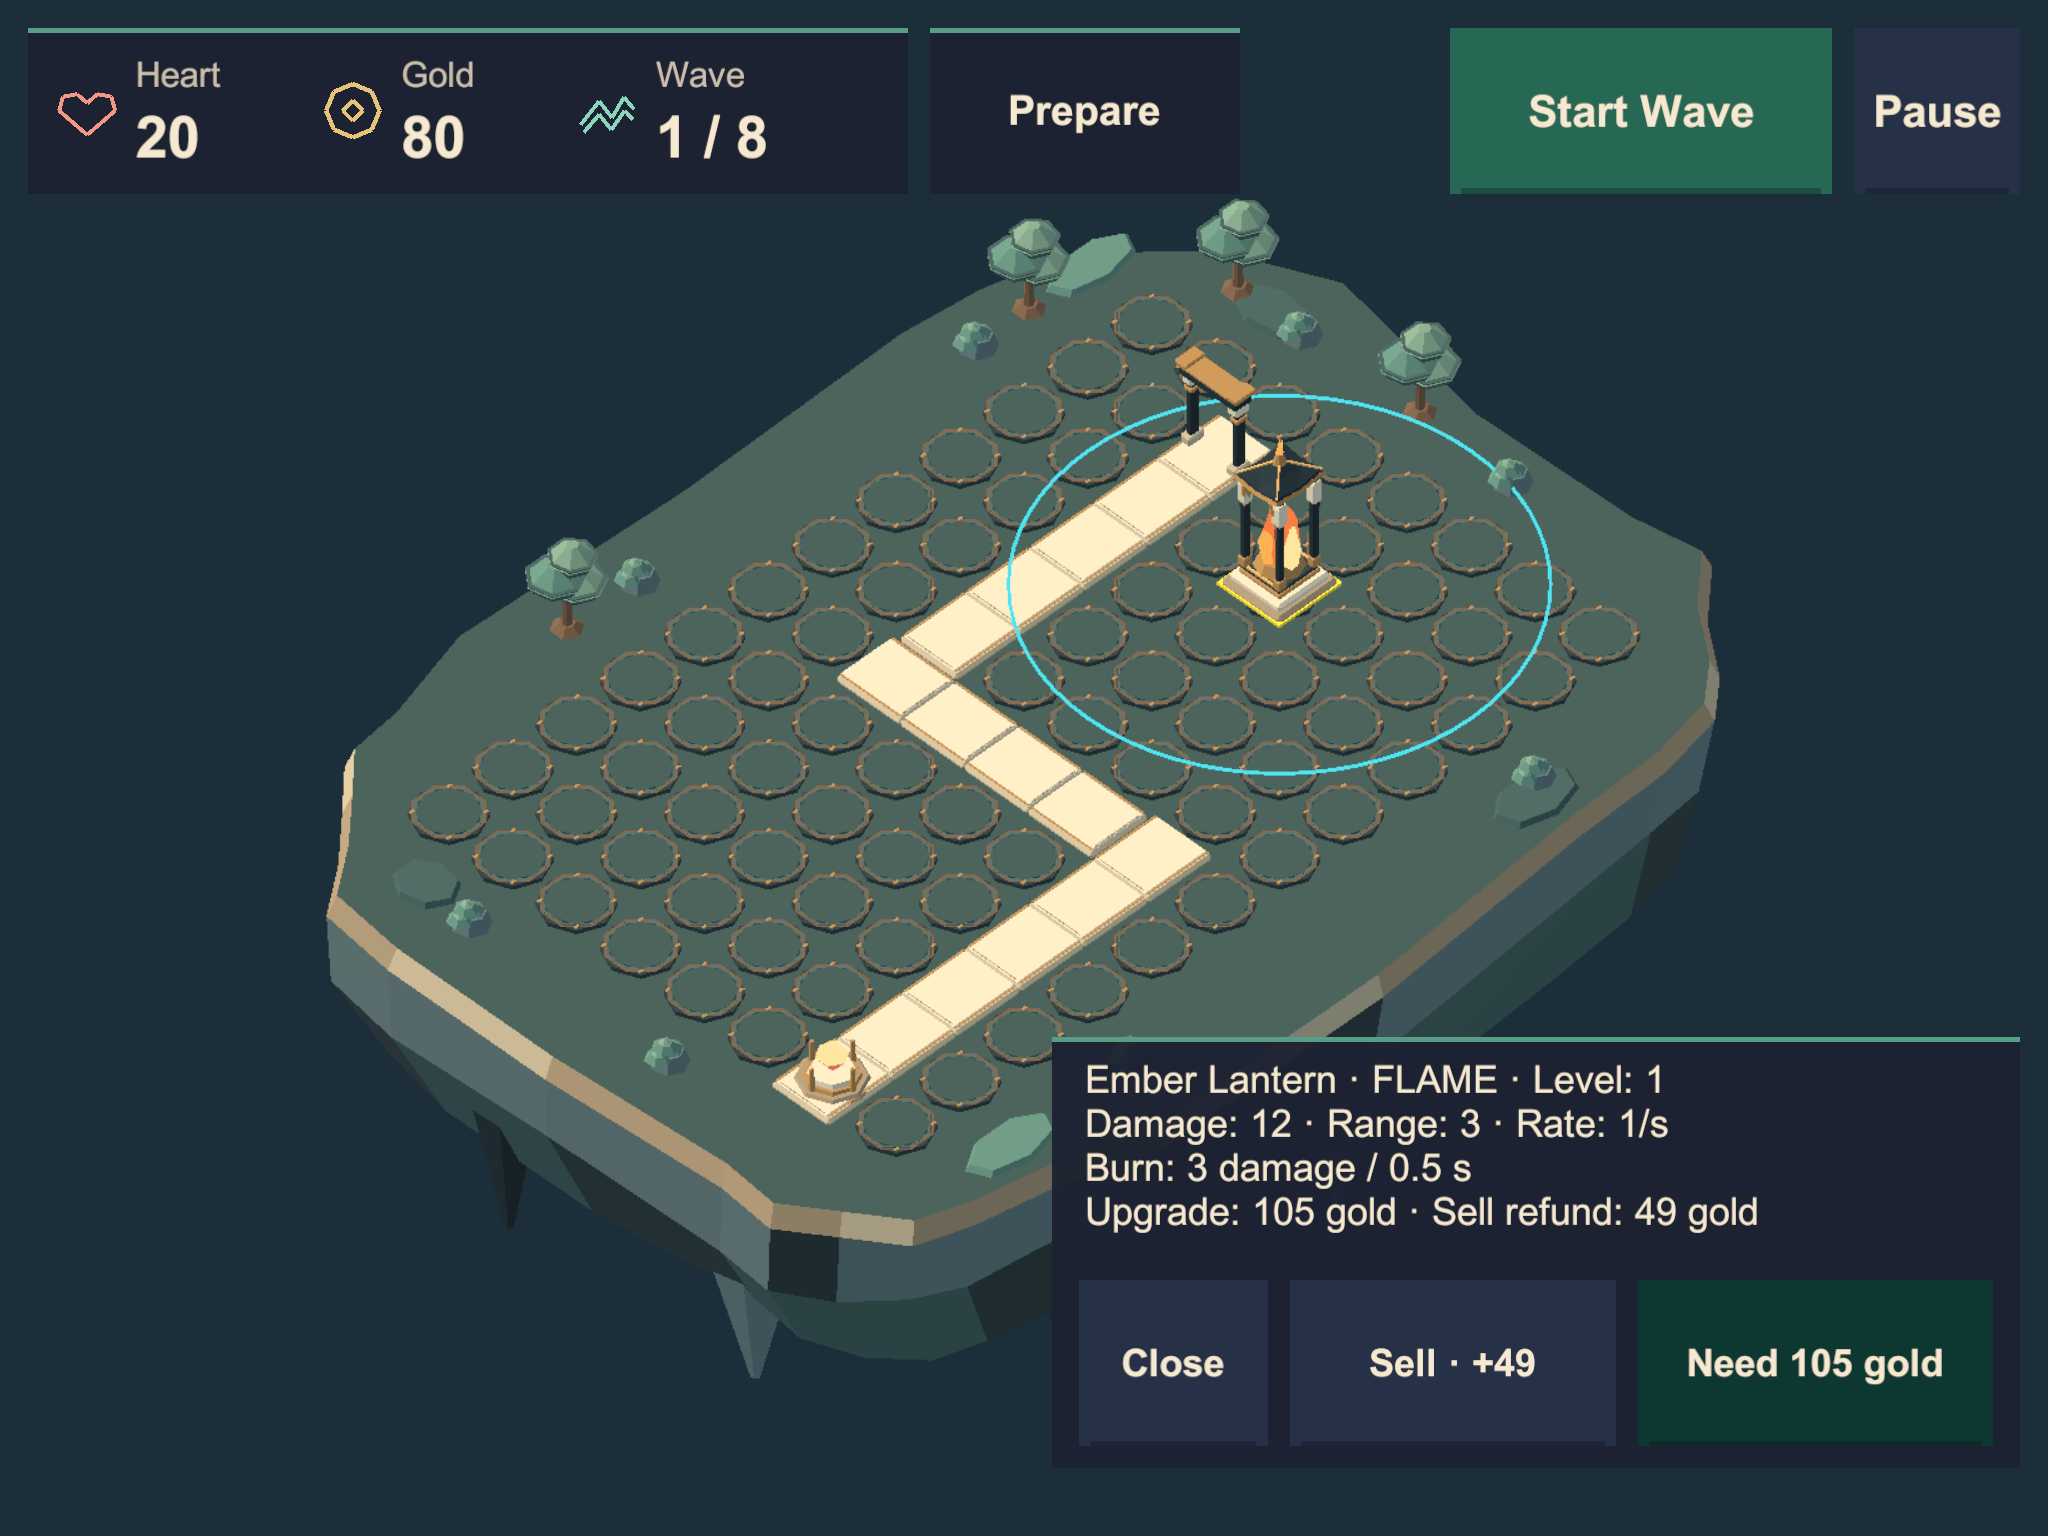 Heart
20
Gold
80
Wave
1 / 8
Prepare
Start Wave
Pause
Ember Lantern · FLAME · Level: 1
Damage: 12 · Range: 3 · Rate: 1/s
Burn: 3 damage / 0.5 s
Upgrade: 105 gold · Sell refund: 49 gold
Close
Sell · +49
Need 105 gold